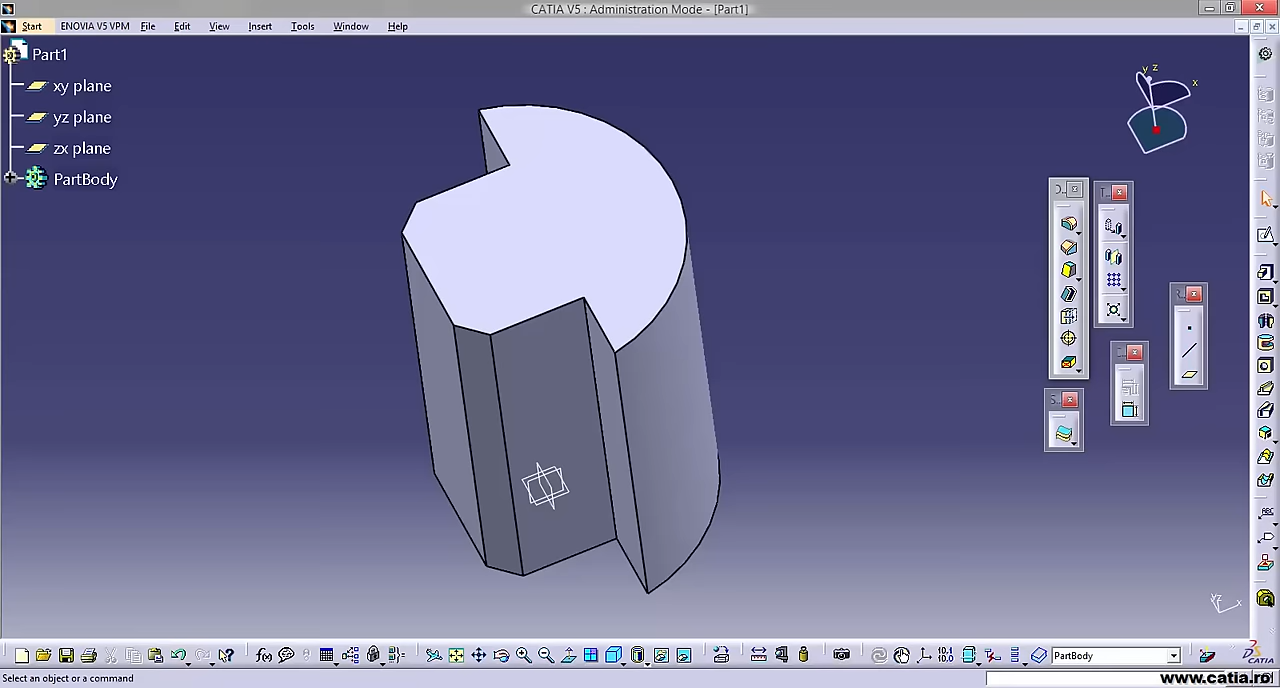 CATIA V5 : Administration Mode - [Part1]
Start ENOVIA V5 VPM File Edit View Insert Tools Window Help
Part1
xy plane
yz plane
zx plane
PartBody
y z x
PartBody
Select an object or a command
www.catia.ro